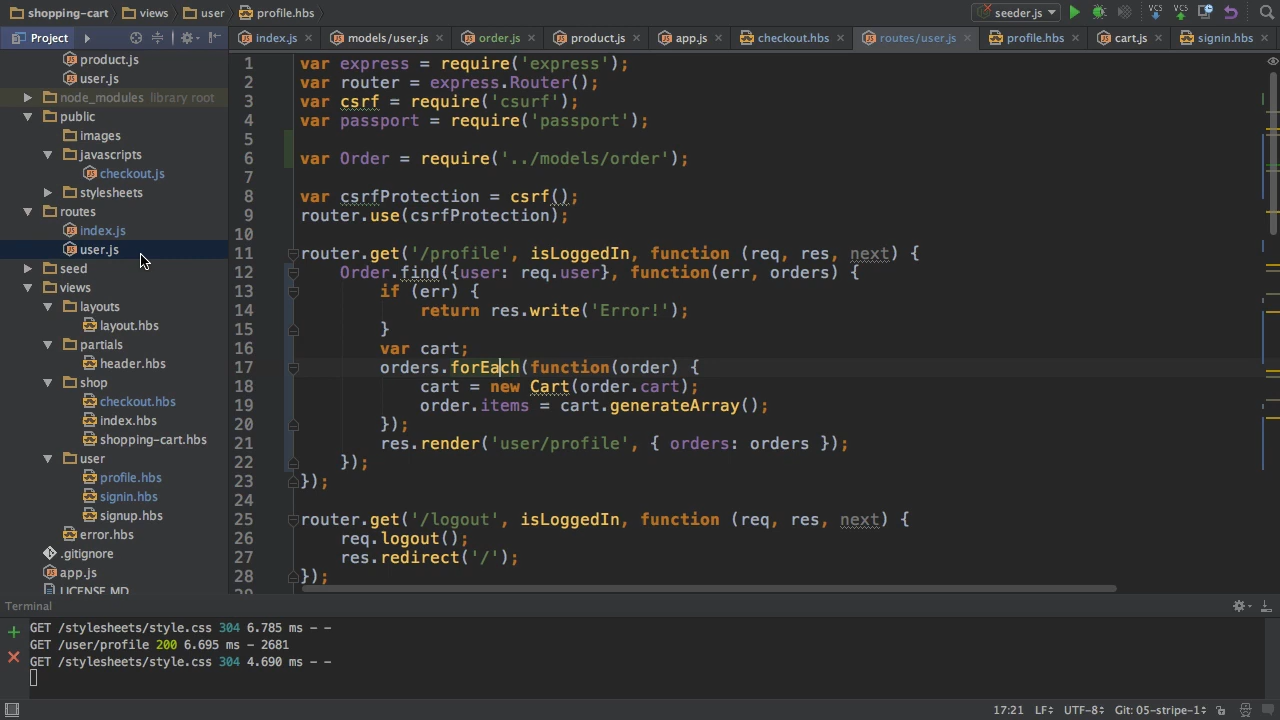 shopping-cart views user profile.hbs seeder.js VCS VCS
Project index.js models/user.js order.js product.js app.js checkout.hbs routes/user.js profile.hbs cart.js signin.hbs
product.js
user.js
node_modules library root
public
images
javascripts
checkout.js
stylesheets
routes
index.js
user.js
seed
views
layouts
layout.hbs
partials
header.hbs
shop
checkout.hbs
index.hbs
shopping-cart.hbs
user
profile.hbs
signin.hbs
signup.hbs
error.hbs
.gitignore
app.js
LICENSE.MD
1 var express = require('express');
2 var router = express.Router();
3 var csrf = require('csurf');
4 var passport = require('passport');
5
6 var Order = require('../models/order');
7
8 var csrfProtection = csrf();
9 router.use(csrfProtection);
10
11 router.get('/profile', isLoggedIn, function (req, res, next) {
12 Order.find({user: req.user}, function(err, orders) {
13 if (err) {
14 return res.write('Error!');
15 }
16 var cart;
17 orders.forEach(function(order) {
18 cart = new Cart(order.cart);
19 order.items = cart.generateArray();
20 });
21 res.render('user/profile', { orders: orders });
22 });
23 });
24
25 router.get('/logout', isLoggedIn, function (req, res, next) {
26 req.logout();
27 res.redirect('/');
28 });
29
Terminal
GET /stylesheets/style.css 304 6.785 ms - -
GET /user/profile 200 6.695 ms - 2681
GET /stylesheets/style.css 304 4.690 ms - -
17:21 LF÷ UTF-8÷ Git: 05-stripe-1÷